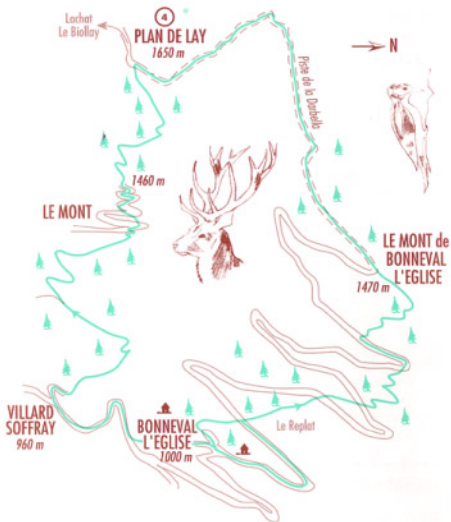 4
Lachat
Le Biollay
PLAN DE LAY
1650 m
N
Piste de la Darbella
1460 m
LE MONT
LE MONT de
BONNEVAL
L'EGLISE
1470 m
VILLARD
SOFFRAY
960 m
BONNEVAL
L'EGLISE
1000 m
Le Replat